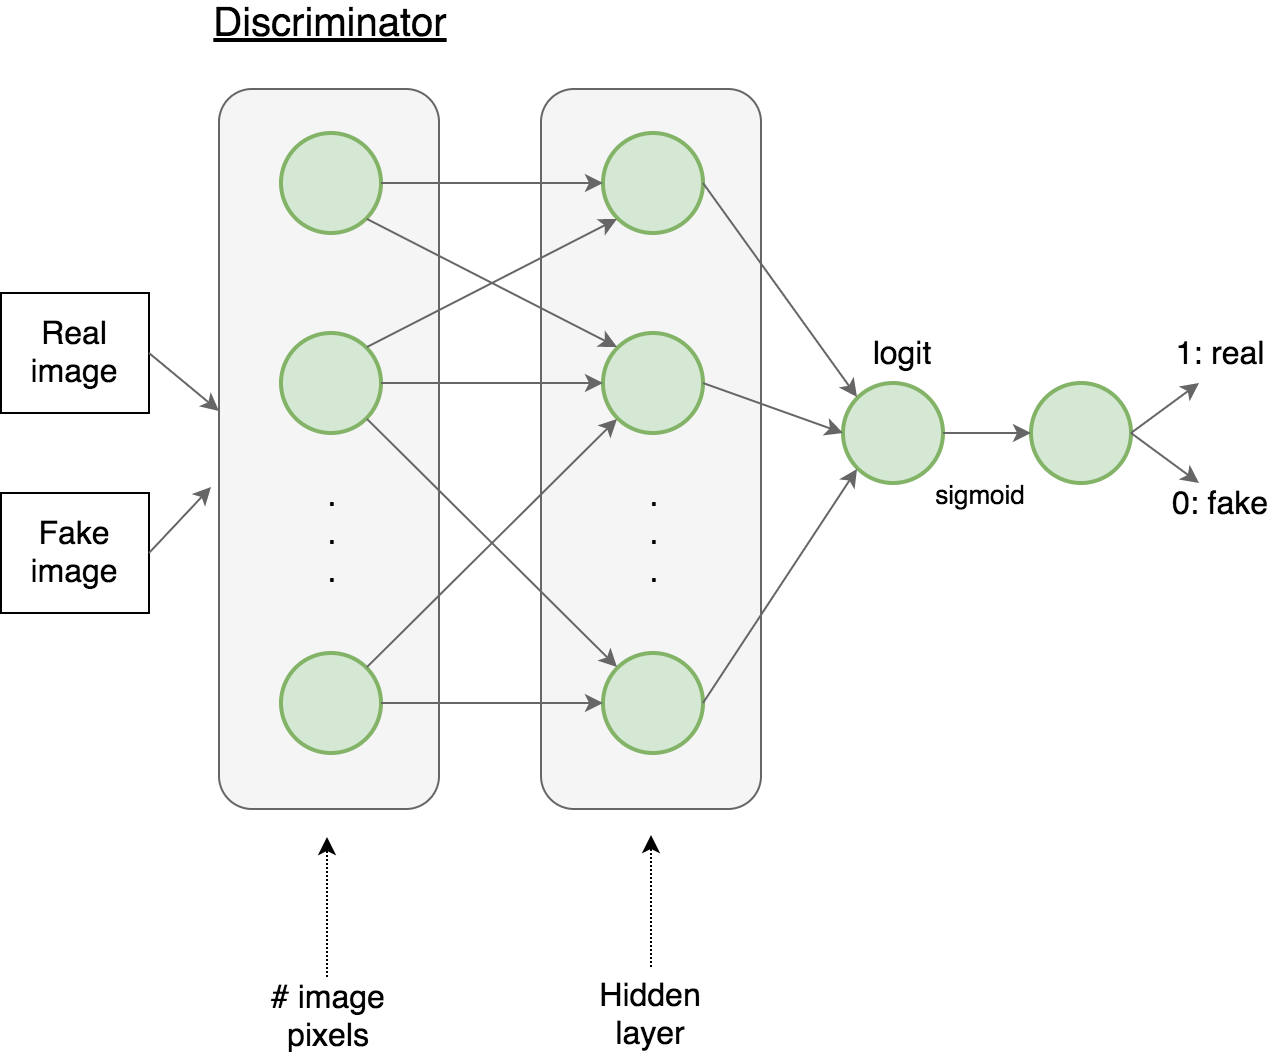 Discriminator
Real
image
Fake
image
.
.
.
.
.
.
logit
sigmoid
1: real
0: fake
# image
pixels
Hidden
layer